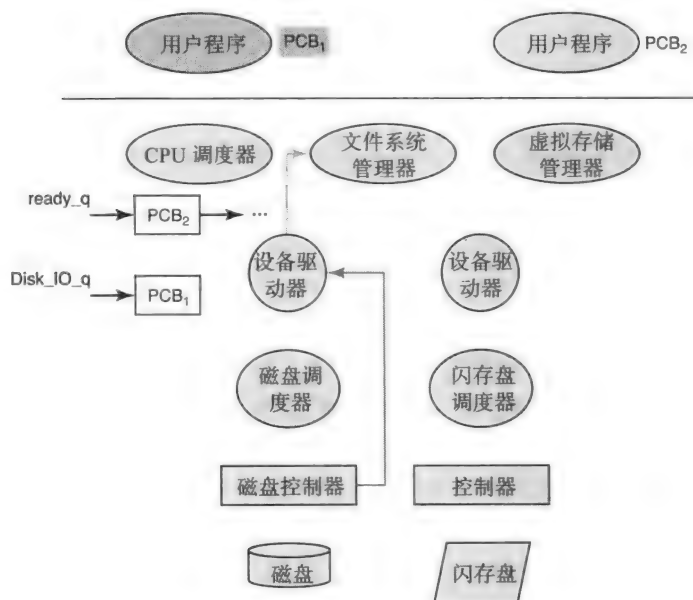 用户程序 PCB₁
用户程序 PCB₂
CPU 调度器
文件系统
管理器
虚拟存储
管理器
ready_q
PCB₂ …
设备驱
动器
设备驱
动器
Disk_IO_q
PCB₁
磁盘调
度器
闪存盘
调度器
磁盘控制器
控制器
磁盘
闪存盘